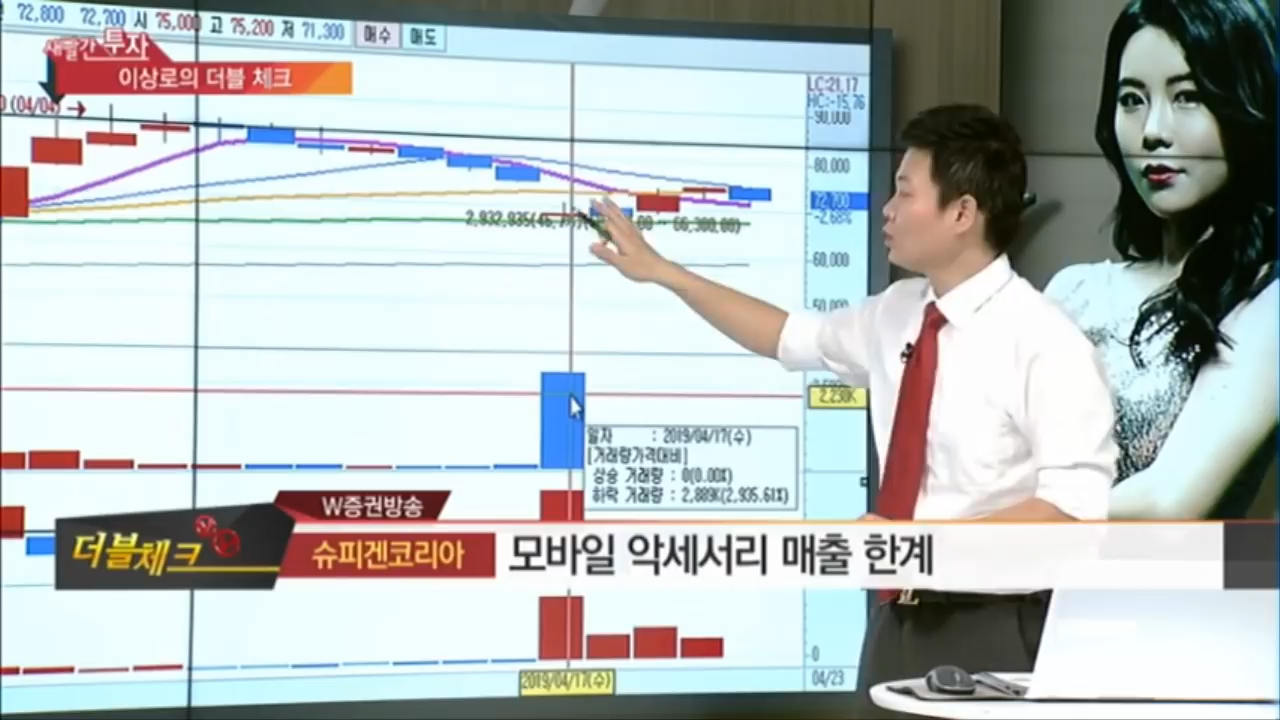 72,800 72,700 시 75,000 고 75,200 저 71,300 매수 매도
새빨간 투자
이상로의 더블 체크
(04/04)
LC:21.17
HC:-15.76
90,000
80,000
72,700
-2.68%
60,000
50,000
2,230K
일자 : 2019/04/17(수)
[거래량가격대비]
상승 거래량 : 0(0.00%)
하락 거래량 : 2,889K(2,935.61%)
W증권방송
더블체크
슈피겐코리아 모바일 악세서리 매출 한계
0
2019/04/17(수)
04/23